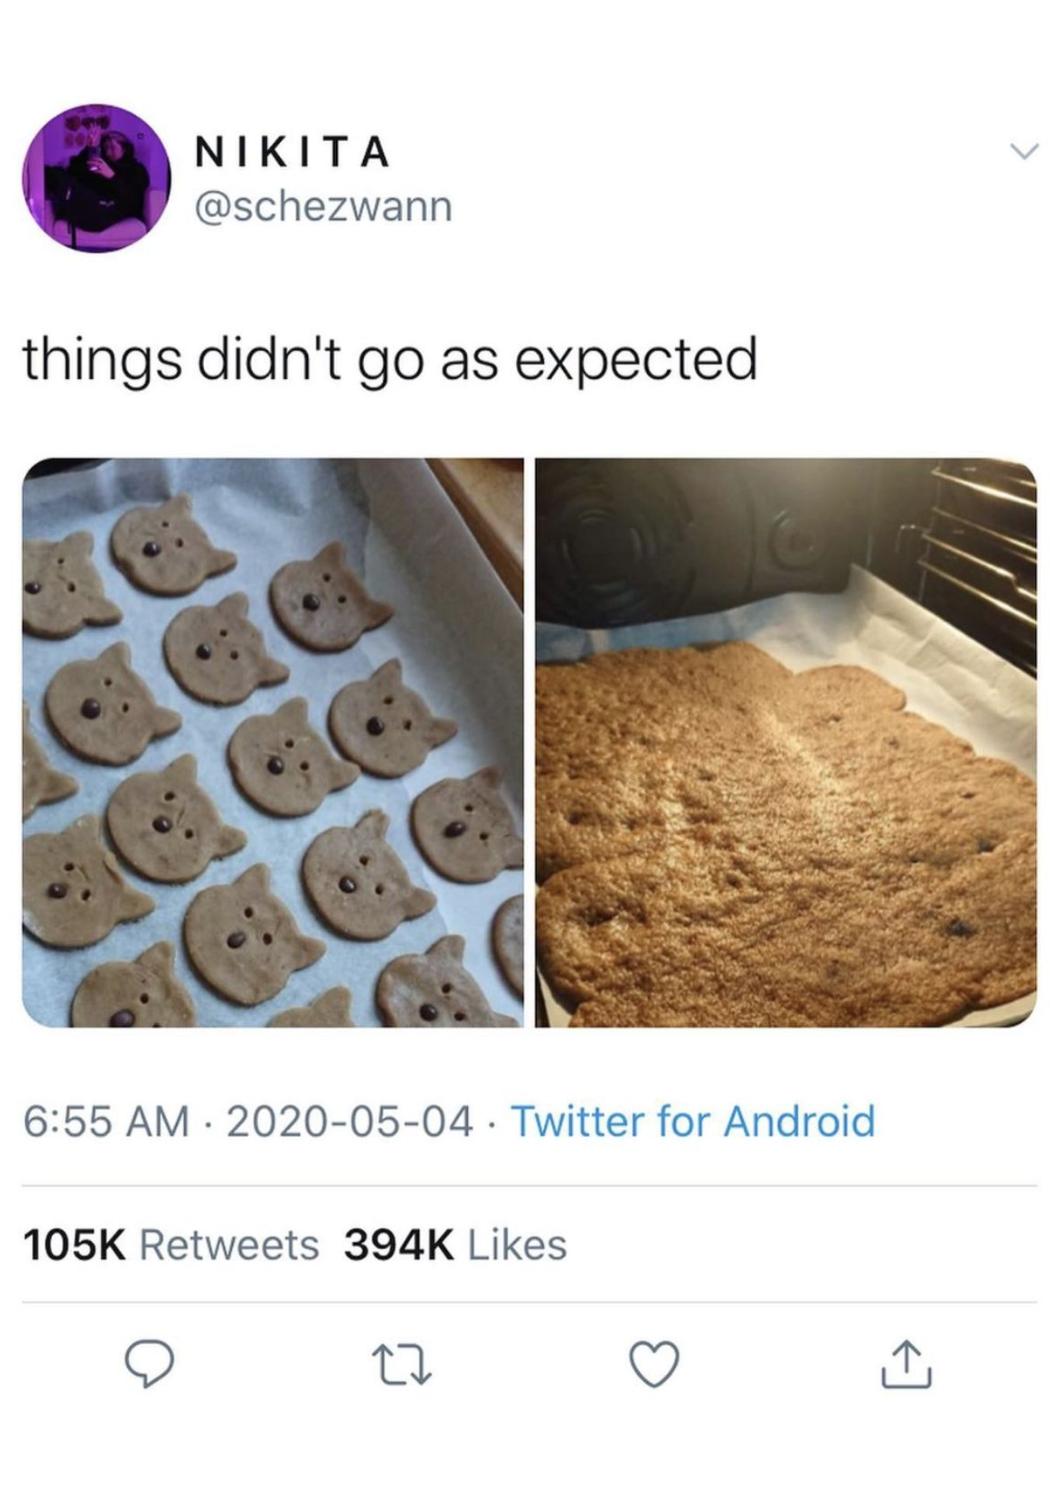 NIKITA
@schezwann
things didn't go as expected
6:55 AM · 2020-05-04 · Twitter for Android
105K Retweets 394K Likes